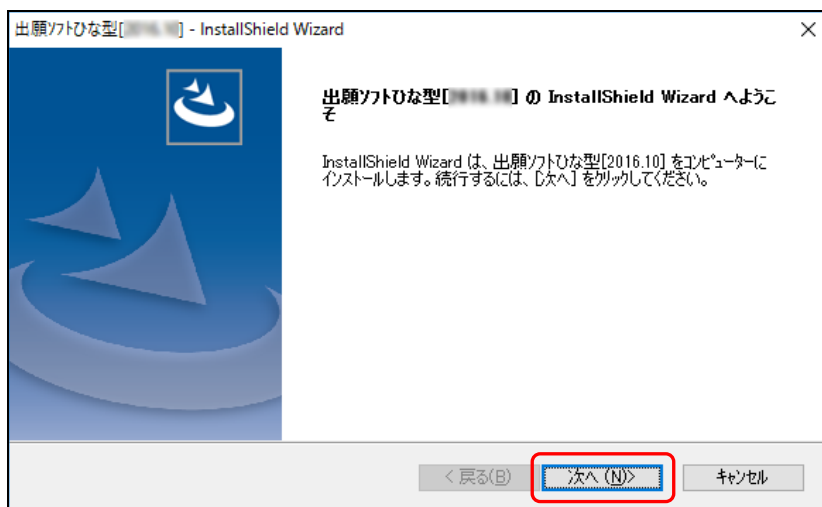 出願ソフトひな型[ ] - InstallShield Wizard
出願ソフトひな型[ ] の InstallShield Wizard へようこ
そ
InstallShield Wizard は、出願ソフトひな型[2016.10] をコンピューターに
インストールします。続行するには、[次へ] をクリックしてください。
< 戻る(B) 次へ (N)> キャンセル